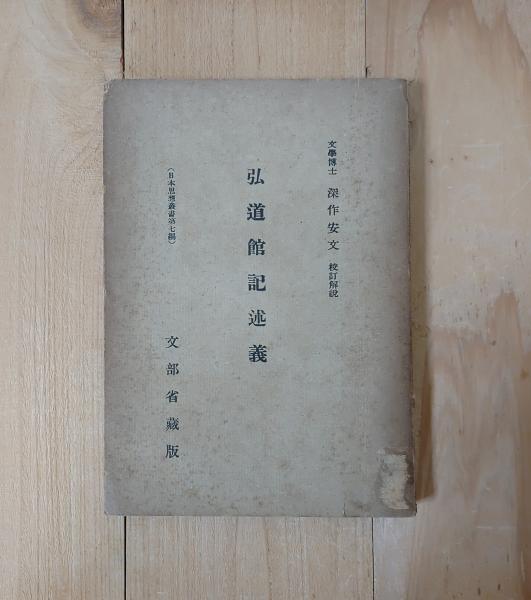 文學博士 深作安文 校訂解說
弘道館記述義
（日本思想叢書第七編）
文部省藏版